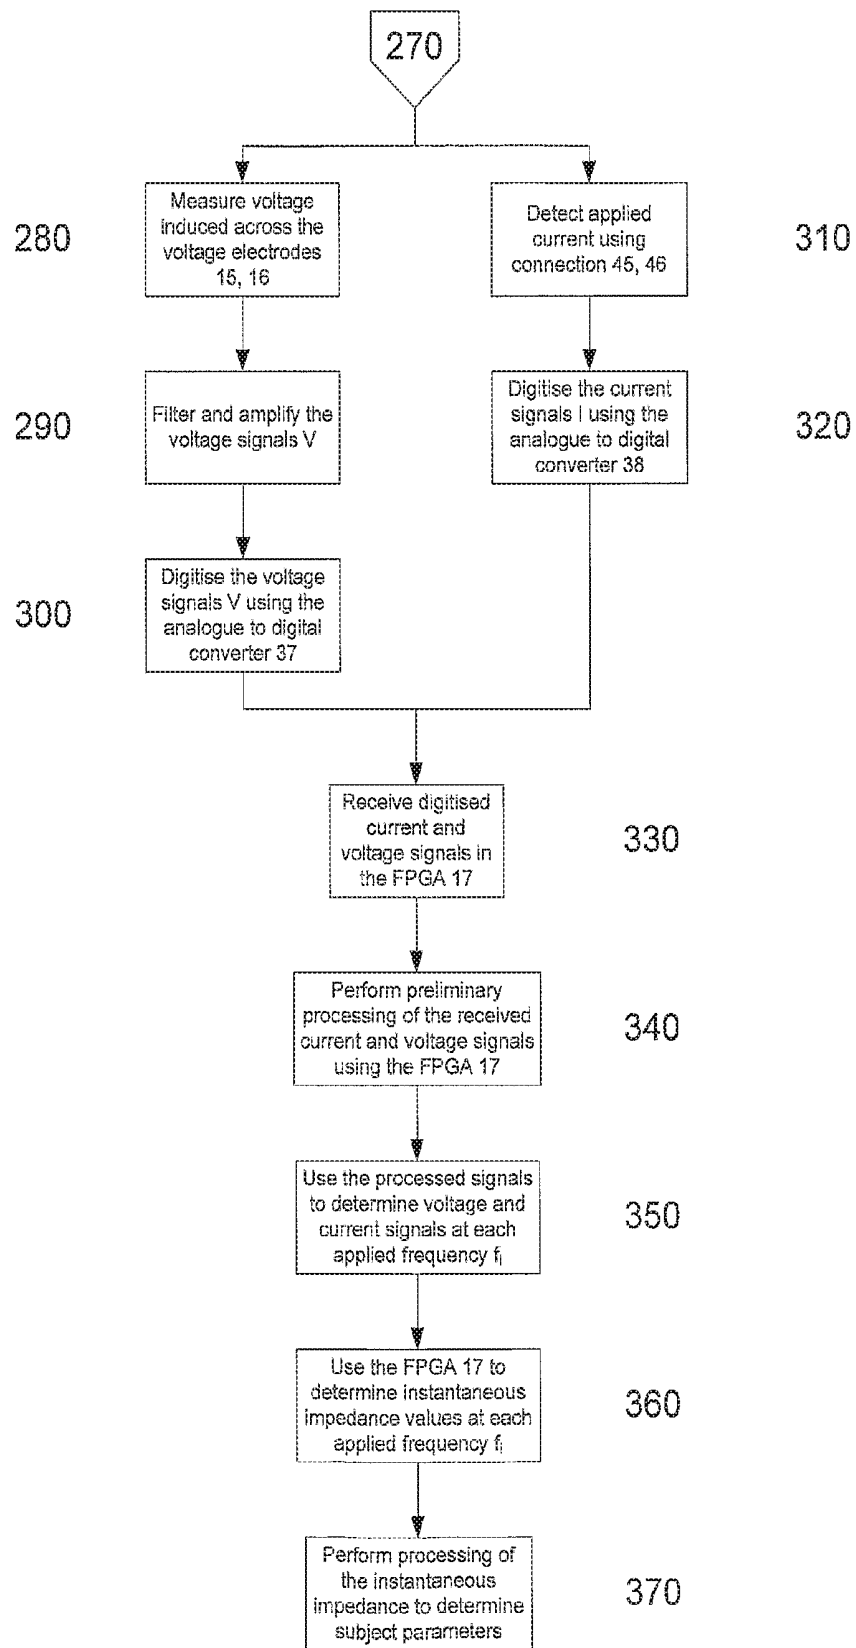 270
280
Measure voltage
induced across the
voltage electrodes
15, 16
Detect applied
current using
connection 45, 46
310
290
Filter and amplify the
voltage signals V
Digitise the current
signals I using the
analogue to digital
converter 38
320
300
Digitise the voltage
signals V using the
analogue to digital
converter 37
Receive digitised
current and
voltage signals in
the FPGA 17
330
Perform preliminary
processing of the received
current and voltage signals
using the FPGA 17
340
Use the processed signals
to determine voltage and
current signals at each
applied frequency fi
350
Use the FPGA 17 to
determine instantaneous
impedance values at each
applied frequency fi
360
Perform processing of
the instantaneous
impedance to determine
subject parameters
370